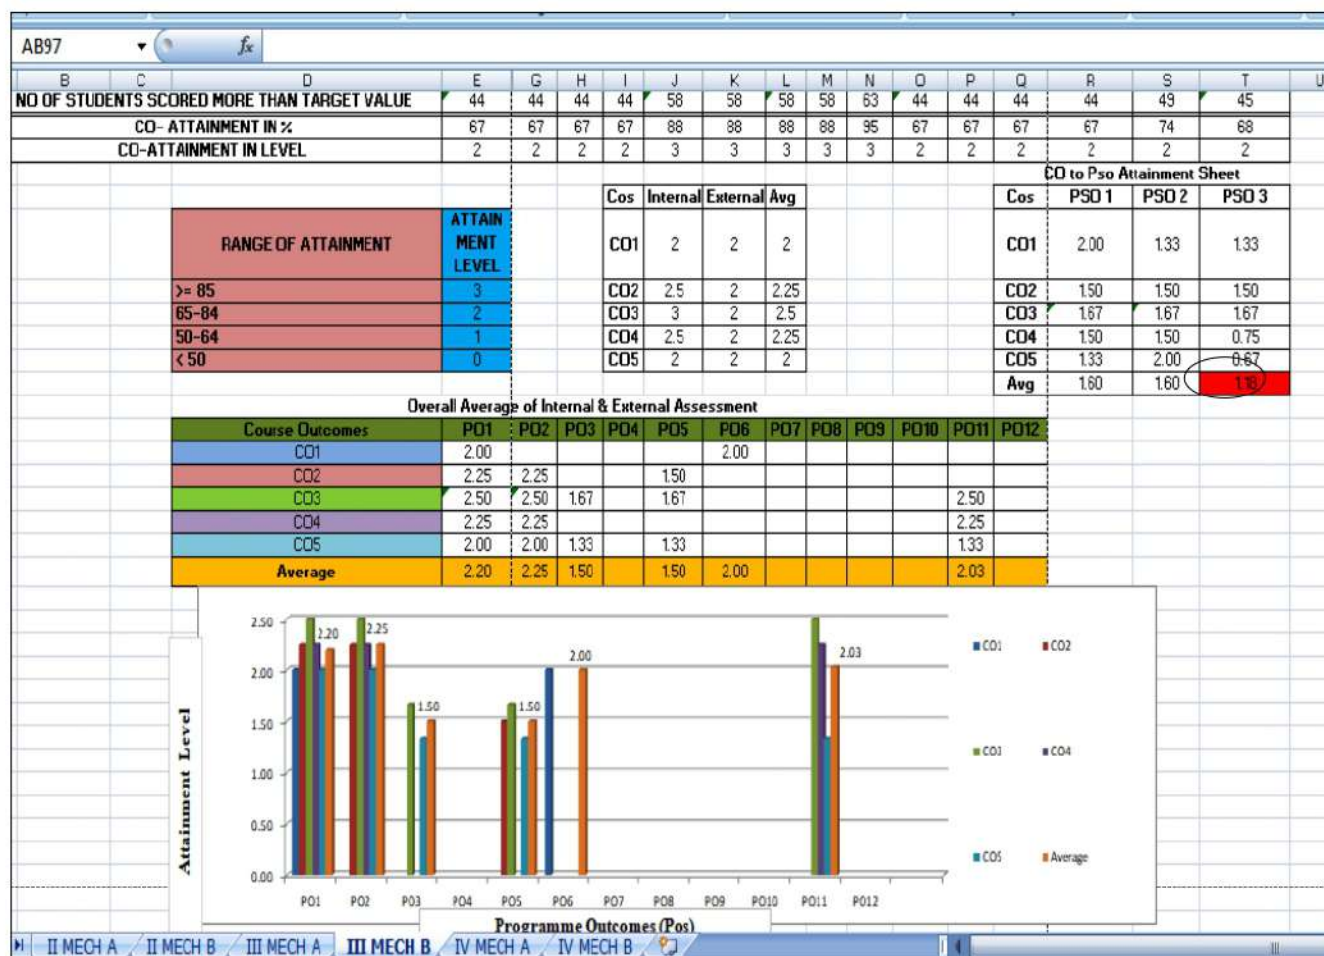 AB97 fx
B C D E G H I J K L M N O P Q R S T U
NO OF STUDENTS SCORED MORE THAN TARGET VALUE 44 44 44 44 58 58 58 58 63 44 44 44 44 49 45
CO- ATTAINMENT IN % 67 67 67 67 88 88 88 88 95 67 67 67 67 74 68
CO-ATTAINMENT IN LEVEL 2 2 2 2 3 3 3 3 3 2 2 2 2 2 2
CO to Pso Attainment Sheet
Cos Internal External Avg Cos PSO 1 PSO 2 PSO 3
RANGE OF ATTAINMENT ATTAIN MENT LEVEL CO1 2 2 2 CO1 2.00 1.33 1.33
>= 85 3 CO2 2.5 2 2.25 CO2 1.50 1.50 1.50
65-84 2 CO3 3 2 2.5 CO3 1.67 1.67 1.67
50-64 1 CO4 2.5 2 2.25 CO4 1.50 1.50 0.75
< 50 0 CO5 2 2 2 CO5 1.33 2.00 0.67
Avg 1.60 1.60 1.18
Overall Average of Internal & External Assessment
Course Outcomes PO1 PO2 PO3 PO4 PO5 PO6 PO7 PO8 PO9 PO10 PO11 PO12
CO1 2.00 2.00
CO2 2.25 2.25 1.50
CO3 2.50 2.50 1.67 1.67 2.50
CO4 2.25 2.25 2.25
CO5 2.00 2.00 1.33 1.33 1.33
Average 2.20 2.25 1.50 1.50 2.00 2.03
2.50 2.20 2.25
2.00 2.00 2.03
1.50 1.50 1.50
1.00
0.50
0.00
Attainment Level
CO1 CO2
CO3 CO4
CO5 Average
PO1 PO2 PO3 PO4 PO5 PO6 PO7 PO8 PO9 PO10 PO11 PO12
Programme Outcomes (Pos)
II MECH A II MECH B III MECH A III MECH B IV MECH A IV MECH B